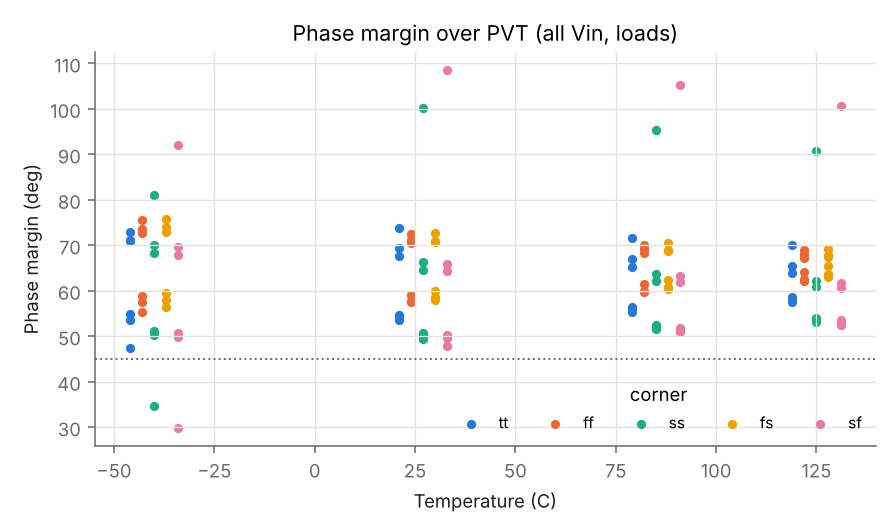 Phase margin over PVT (all Vin, loads)
Phase margin (deg)
110
100
90
80
70
60
50
40
30
corner
tt ff ss fs sf
−50 −25 0 25 50 75 100 125
Temperature (C)